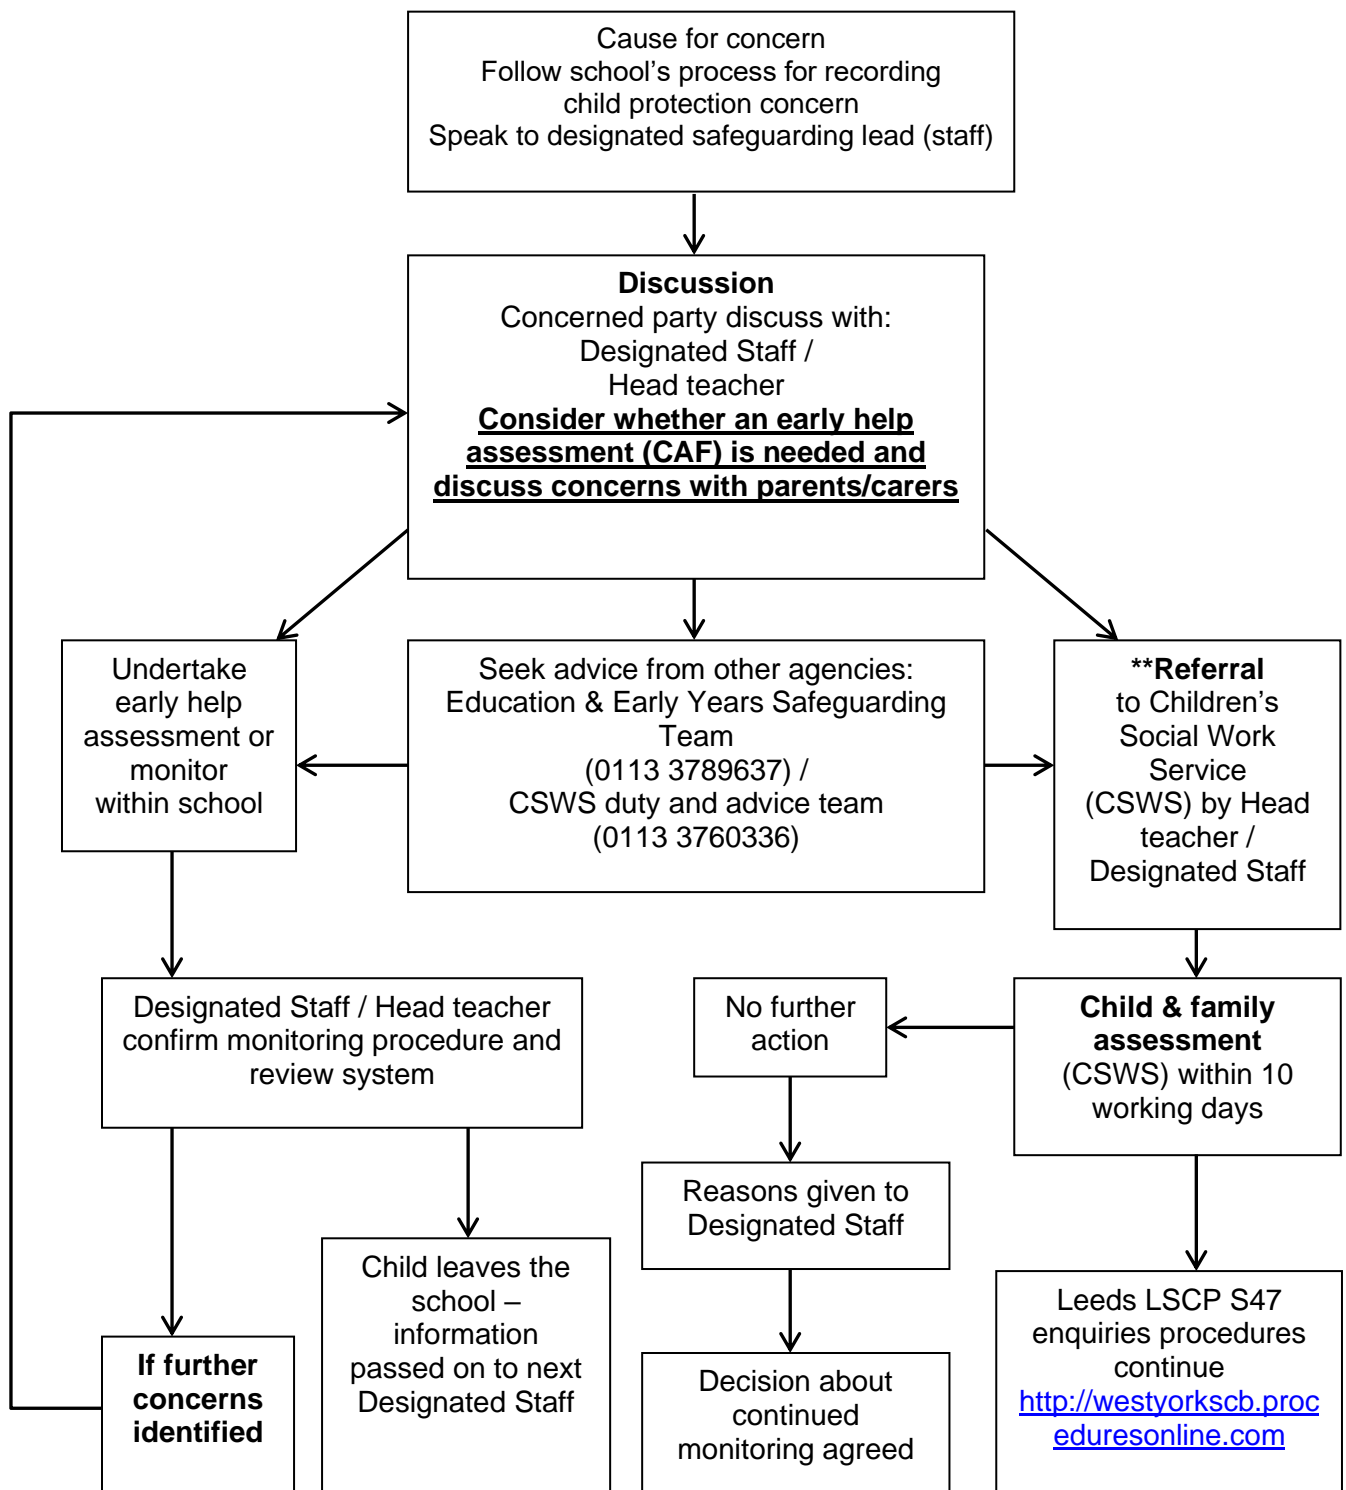 Cause for concern
Follow school’s process for recording
child protection concern
Speak to designated safeguarding lead (staff)
Discussion
Concerned party discuss with:
Designated Staff /
Head teacher
Consider whether an early help
assessment (CAF) is needed and
discuss concerns with parents/carers
Undertake
early help
assessment or
monitor
within school
Seek advice from other agencies:
Education & Early Years Safeguarding
Team
(0113 3789637) /
CSWS duty and advice team
(0113 3760336)
**Referral
to Children’s
Social Work
Service
(CSWS) by Head
teacher /
Designated Staff
Designated Staff / Head teacher
confirm monitoring procedure and
review system
No further
action
Child & family
assessment
(CSWS) within 10
working days
Reasons given to
Designated Staff
If further
concerns
identified
Child leaves the
school –
information
passed on to next
Designated Staff
Decision about
continued
monitoring agreed
Leeds LSCP S47
enquiries procedures
continue
http://westyorkscb.proc
eduresonline.com